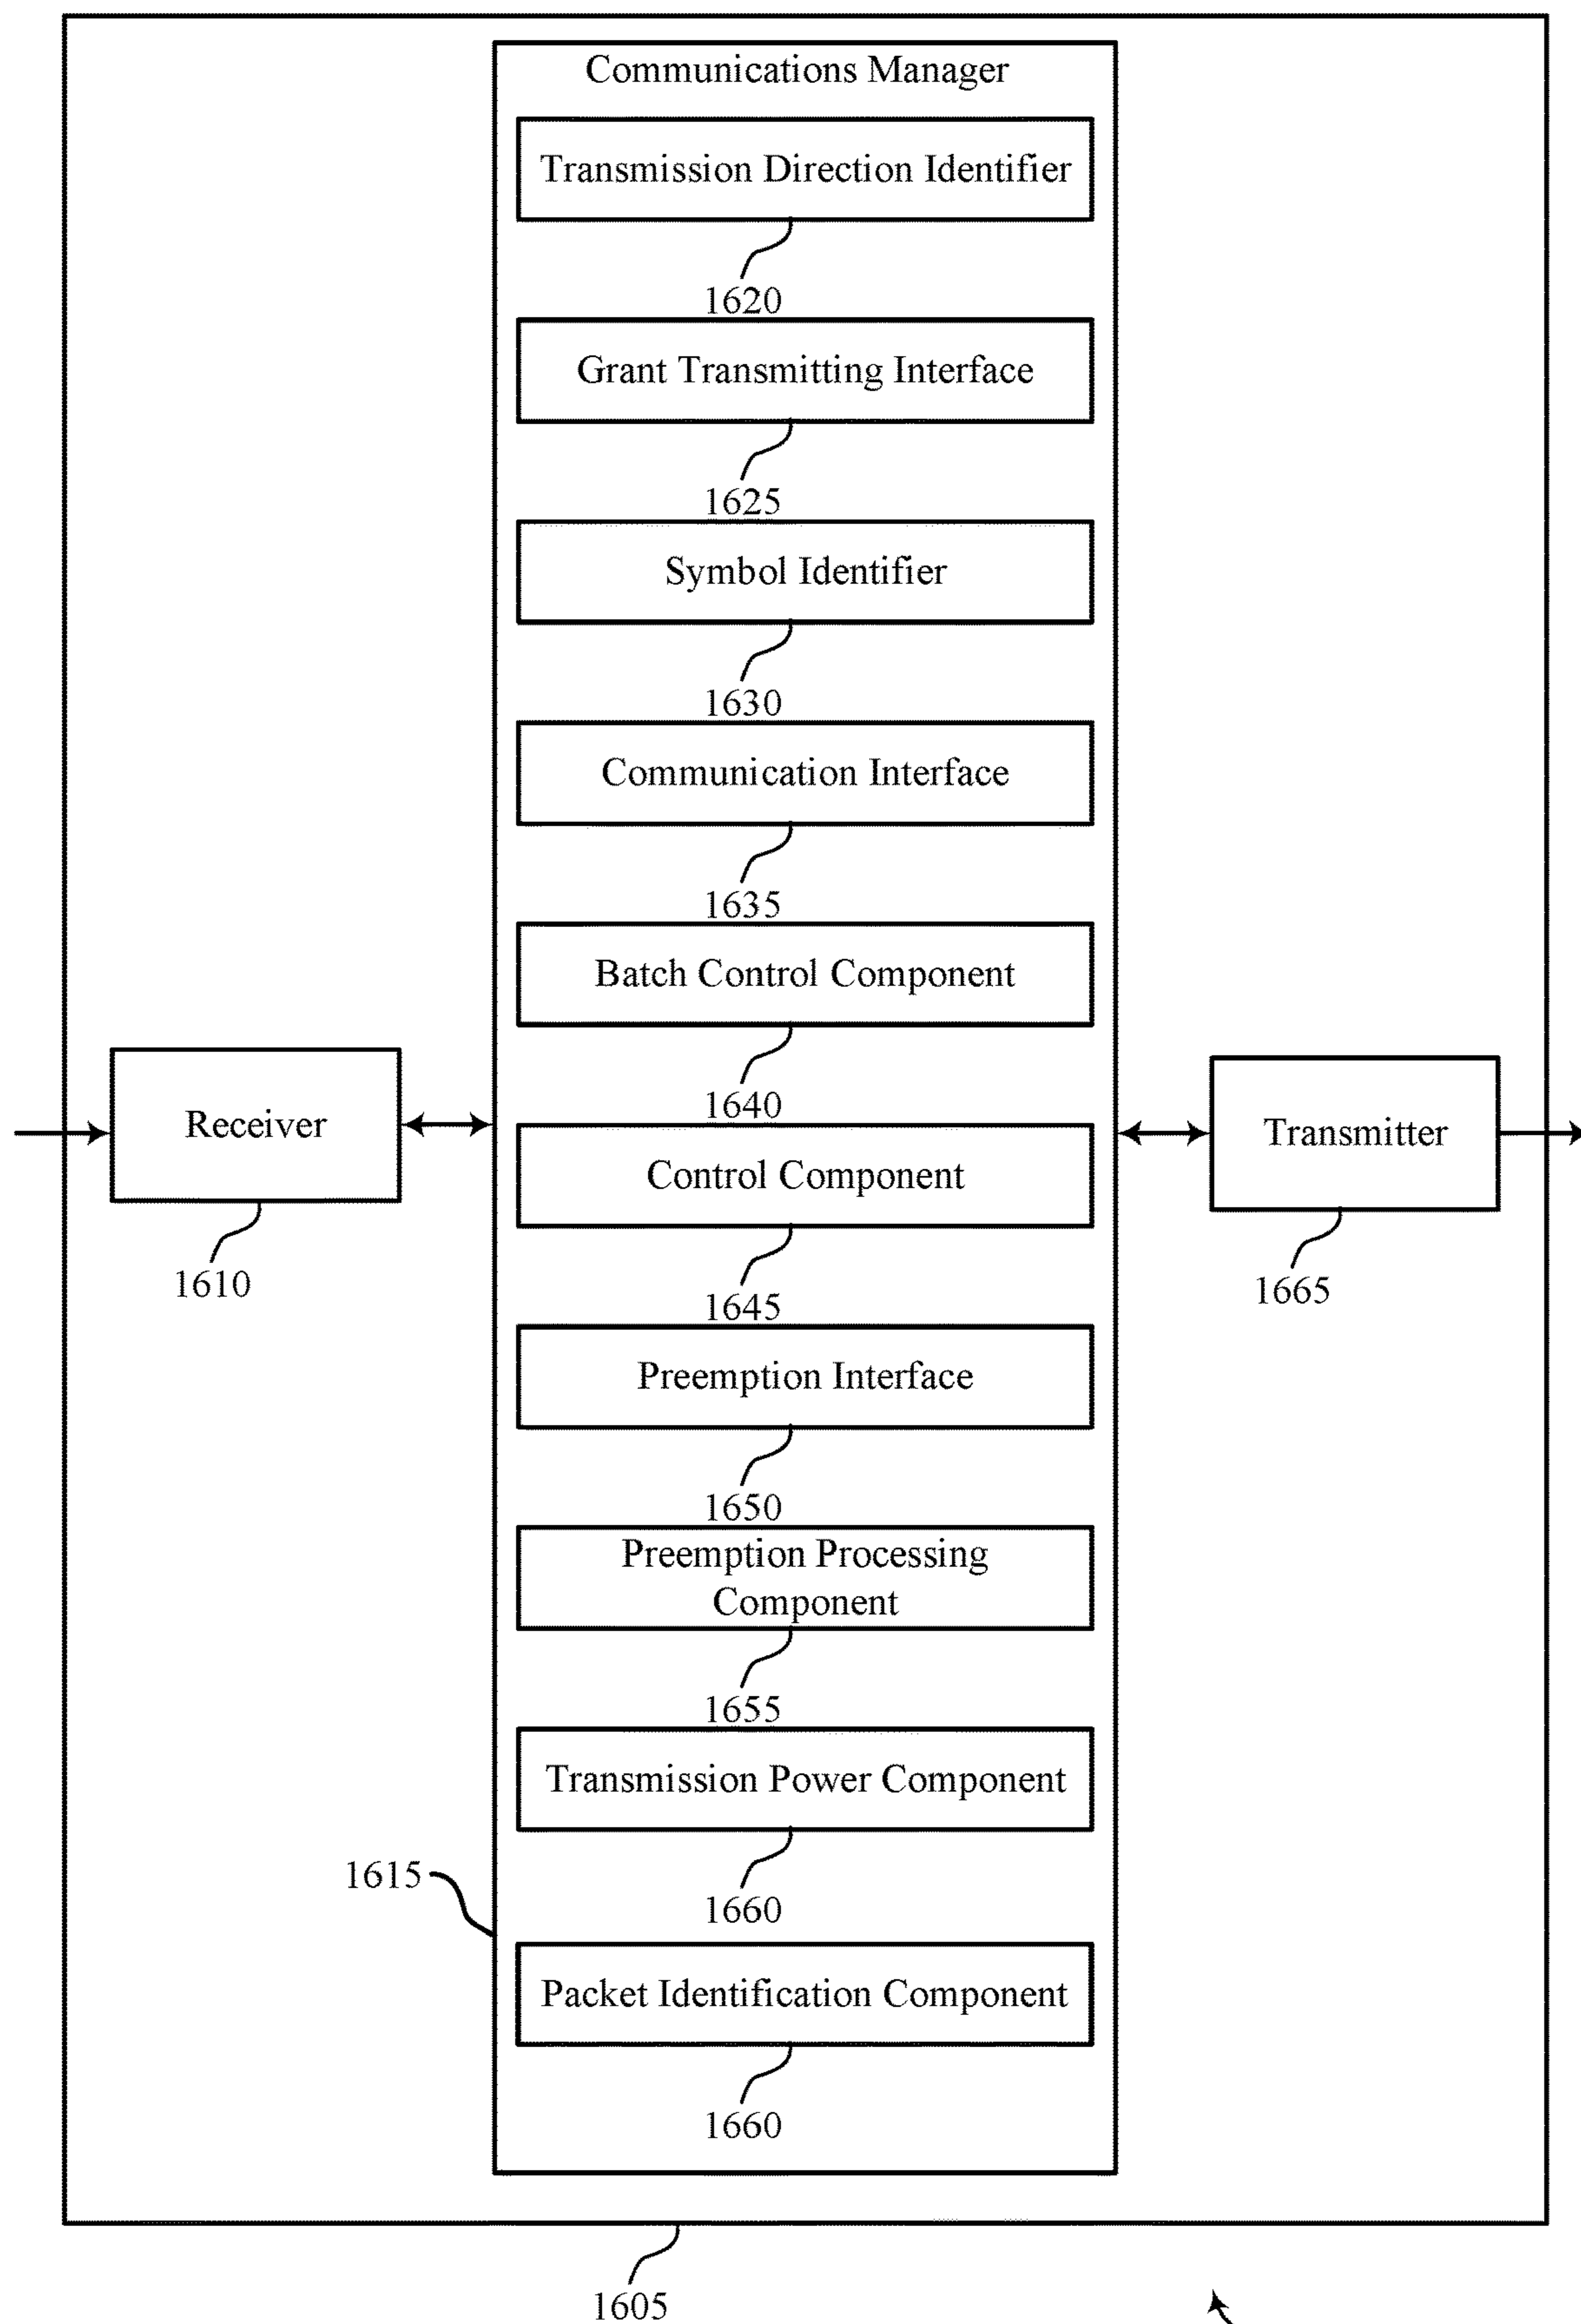 Communications Manager
Transmission Direction Identifier
1620
Grant Transmitting Interface
1625
Symbol Identifier
1630
Communication Interface
1635
Batch Control Component
1640
Receiver
1610
Control Component
1645
Transmitter
1665
Preemption Interface
1650
Preemption Processing
Component
1655
Transmission Power Component
1660
1615
Packet Identification Component
1660
1605